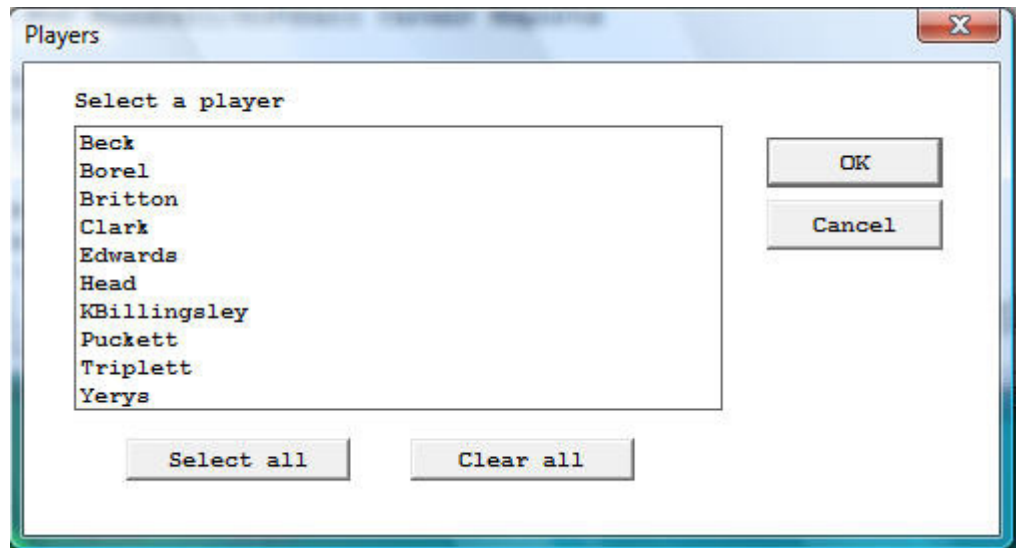 Players
Select a player
Beck
Borel
Britton
Clark
Edwards
Head
KBillingsley
Puckett
Triplett
Yerys
OK
Cancel
Select all
Clear all